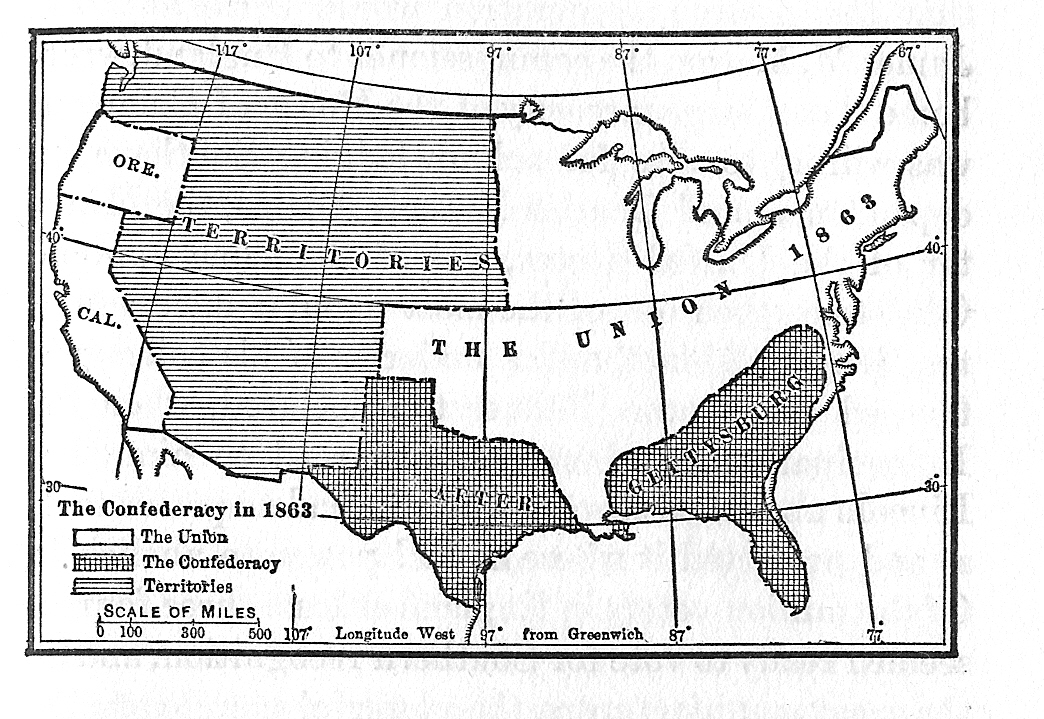 117° 107° 97° 87° 77° 67°
ORE.
TERRITORIES
1863
40° 40°
CAL.
THE UNION
GETTYSBURG
AFTER
30 30
The Confederacy in 1863
The Union
The Confederacy
Territories
SCALE OF MILES
0 100 300 500
107° Longitude West 97° from Greenwich 87° 77°